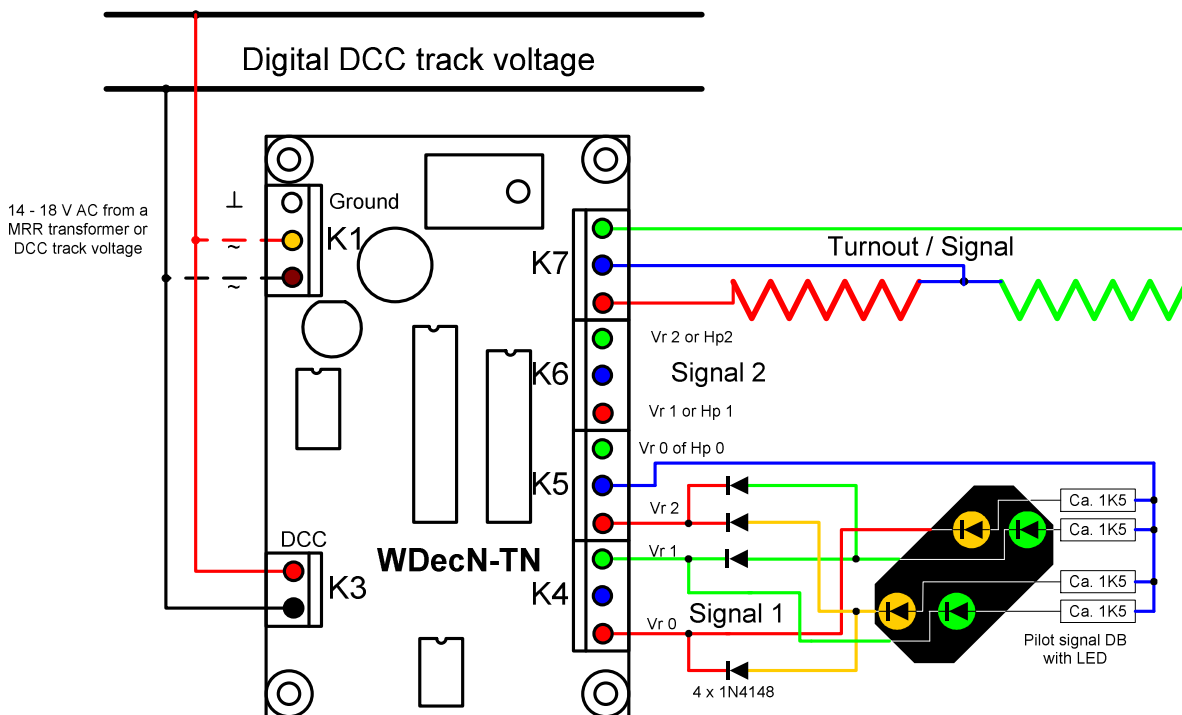 Digital DCC track voltage
14 - 18 V AC from a
MRR transformer or
DCC track voltage
⊥
Ground
K1
~
~
K7
Turnout / Signal
Vr 2 or Hp2
K6
Signal 2
Vr 1 or Hp 1
Vr 0 of Hp 0
K5
Vr 2
Ca. 1K5
Ca. 1K5
DCC
WDecN-TN
Vr 1
K3
K4
Signal 1
Ca. 1K5
Ca. 1K5
Vr 0
Pilot signal DB
with LED
4 x 1N4148